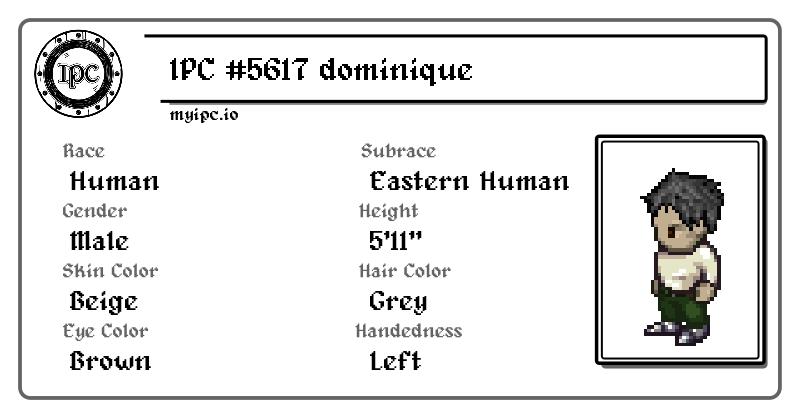 IPC
IPC #5617 dominique
myipc.io
Race
Human
Subrace
Eastern Human
Gender
Male
Height
5'11"
Skin Color
Beige
Hair Color
Grey
Eye Color
Brown
Handedness
Left